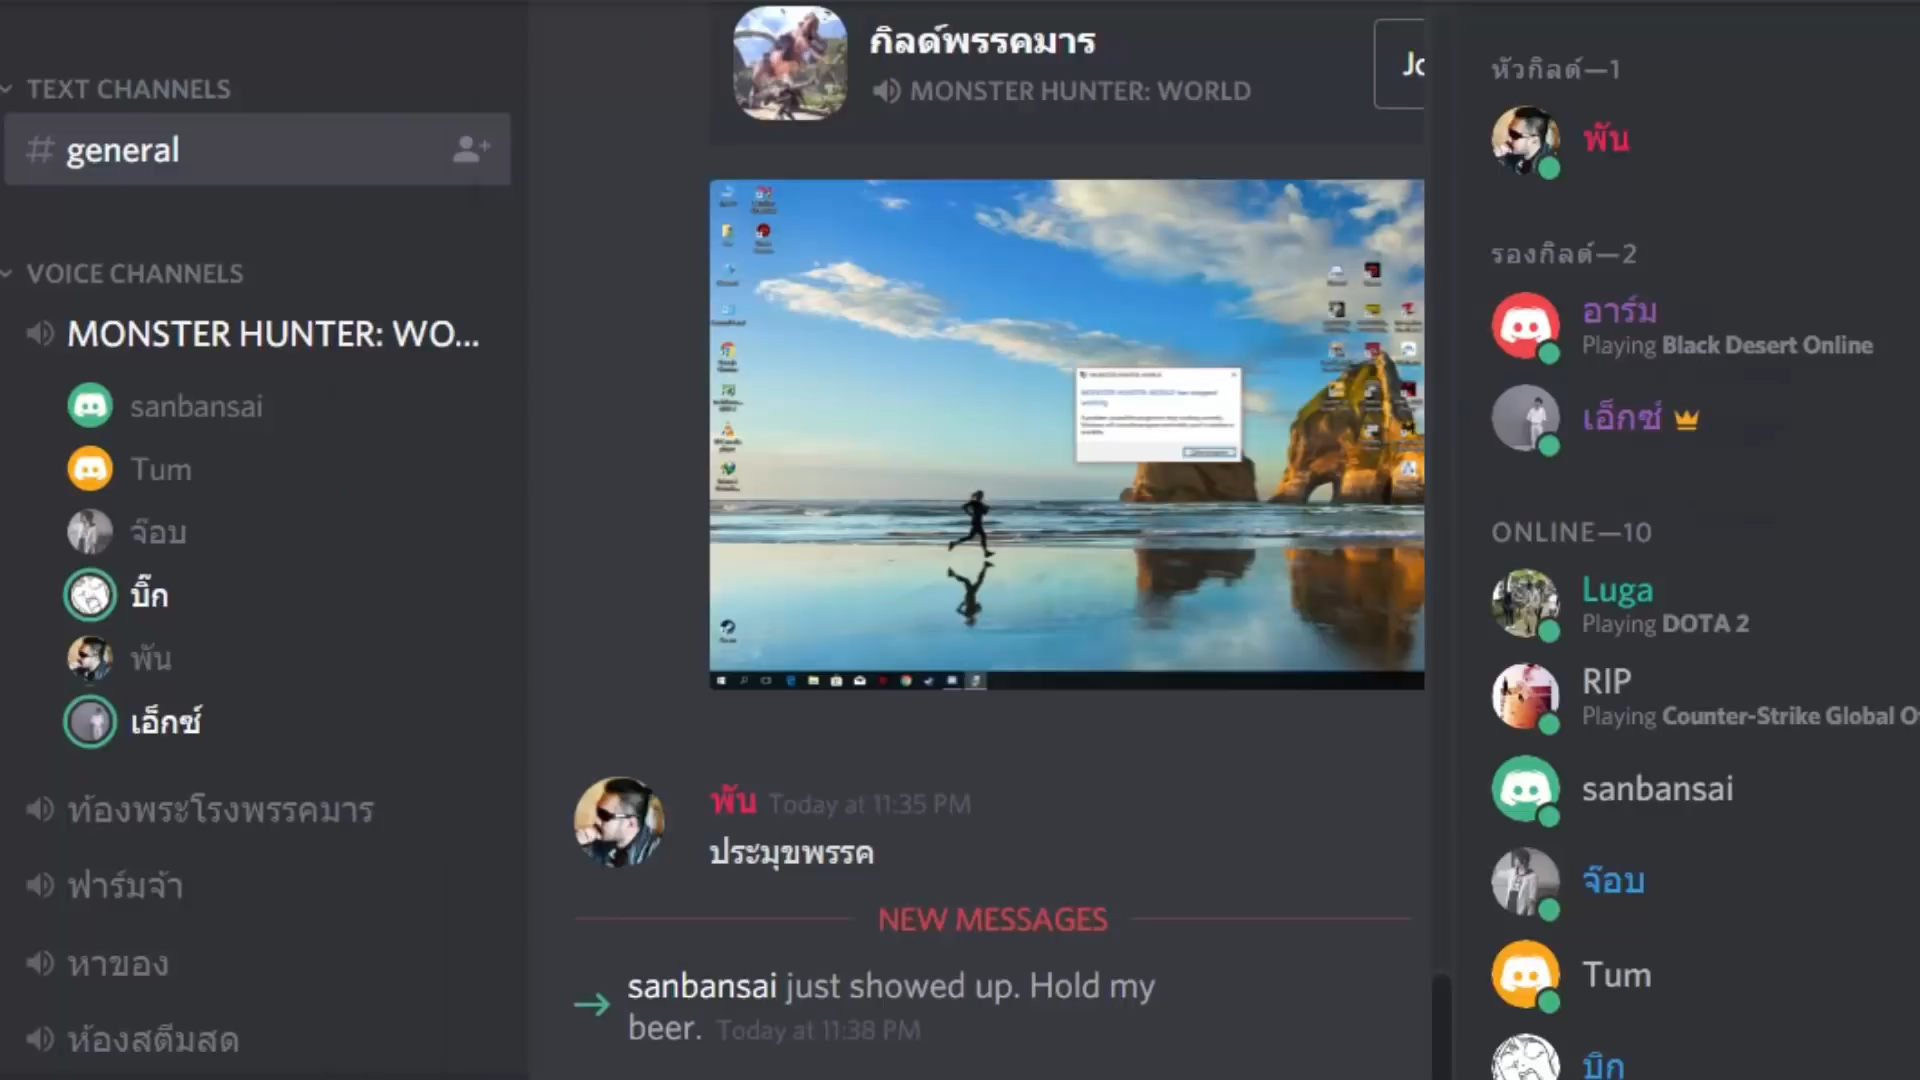 TEXT CHANNELS
# general
VOICE CHANNELS
MONSTER HUNTER: WO...
sanbansai
Tum
จ๊อบ
บิ๊ก
พัน
เอ็กซ์
ท้องพระโรงพรรคมาร
ฟาร์มจ้า
หาของ
ห้องสตีมสด
กิลด์พรรคมาร
MONSTER HUNTER: WORLD
Jo
พัน Today at 11:35 PM
ประมุขพรรค
NEW MESSAGES
sanbansai just showed up. Hold my
beer. Today at 11:38 PM
หัวกิลด์—1
พัน
รองกิลด์—2
อาร์ม
Playing Black Desert Online
เอ็กซ์
ONLINE—10
Luga
Playing DOTA 2
RIP
Playing Counter-Strike Global O
sanbansai
จ๊อบ
Tum
บิ๊ก